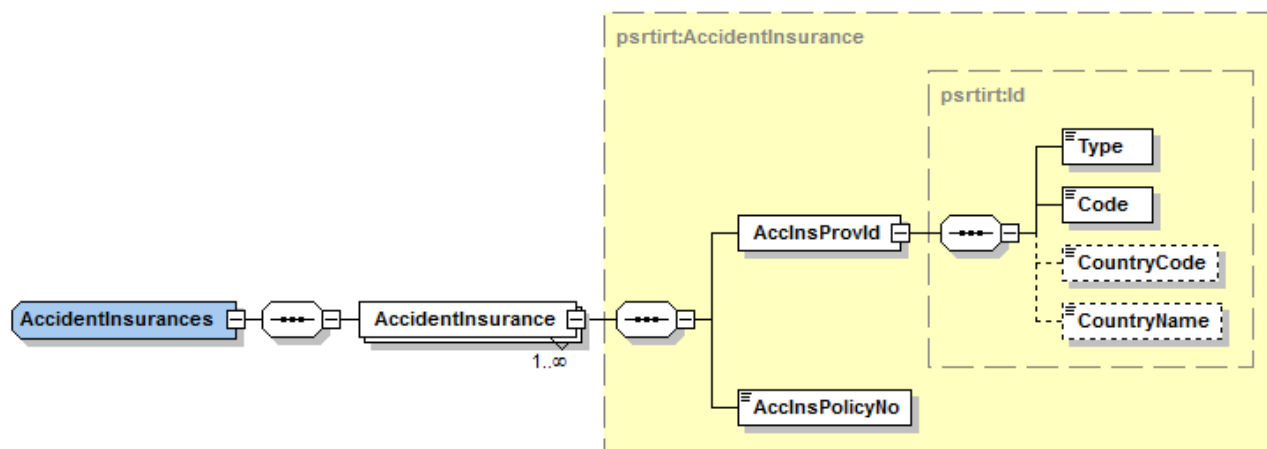 psrtirt:AccidentInsurance
psrtirt:Id
Type
Code
AccInsProvId
CountryCode
CountryName
AccidentInsurances
AccidentInsurance
1..∞
AccInsPolicyNo